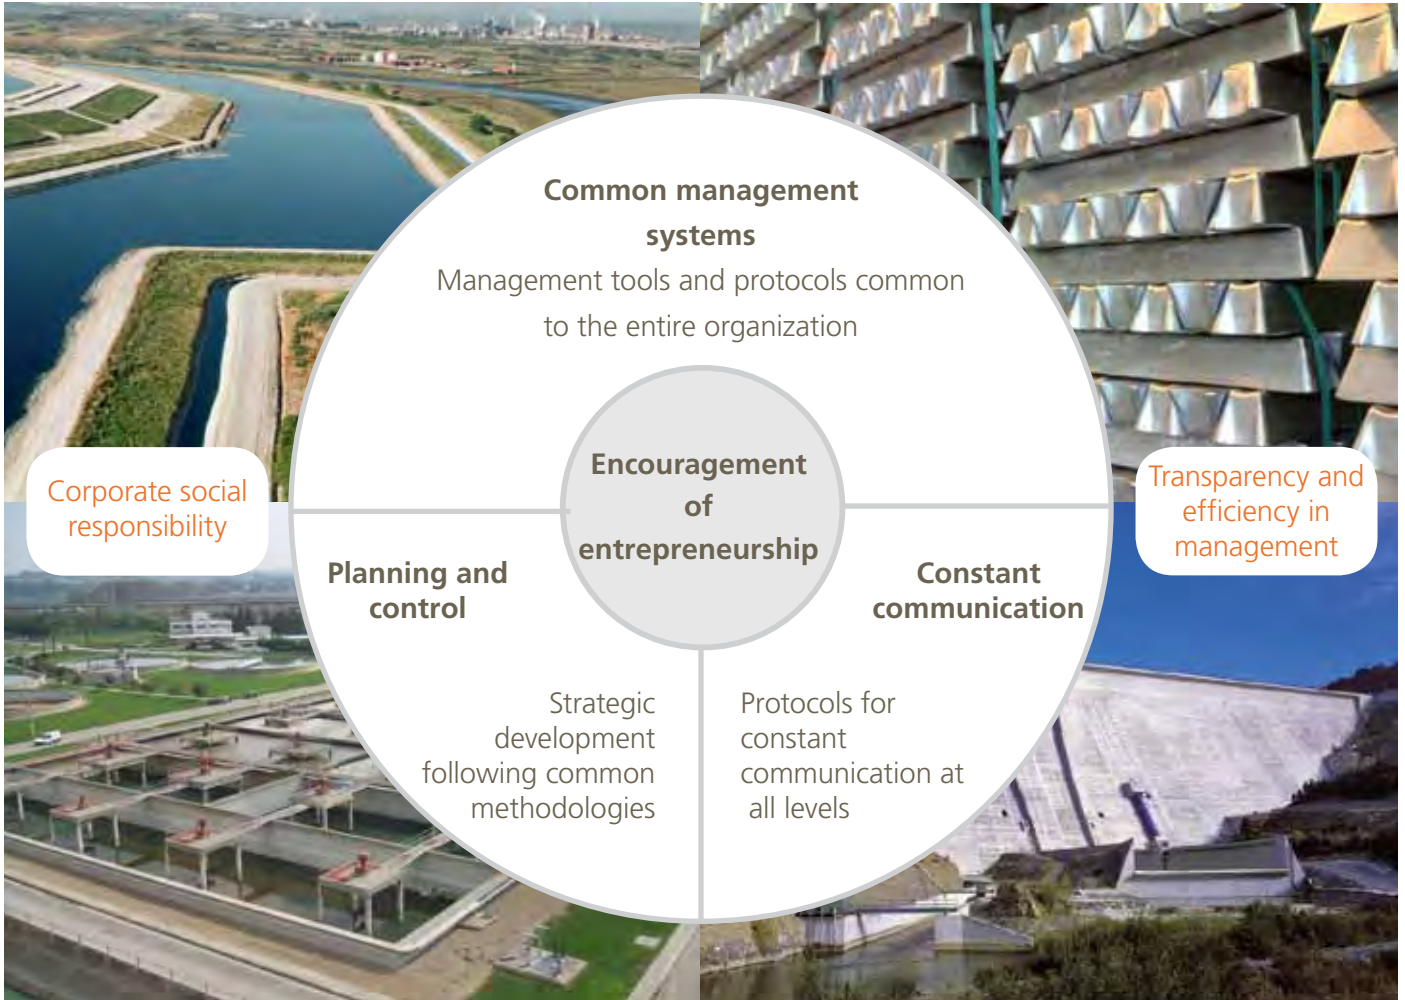 Common management
systems
Management tools and protocols common
to the entire organization
Encouragement
of
entrepreneurship
Corporate social
responsibility
Transparency and
efficiency in
management
Planning and
control
Strategic
development
following common
methodologies
Constant
communication
Protocols for
constant
communication at
all levels